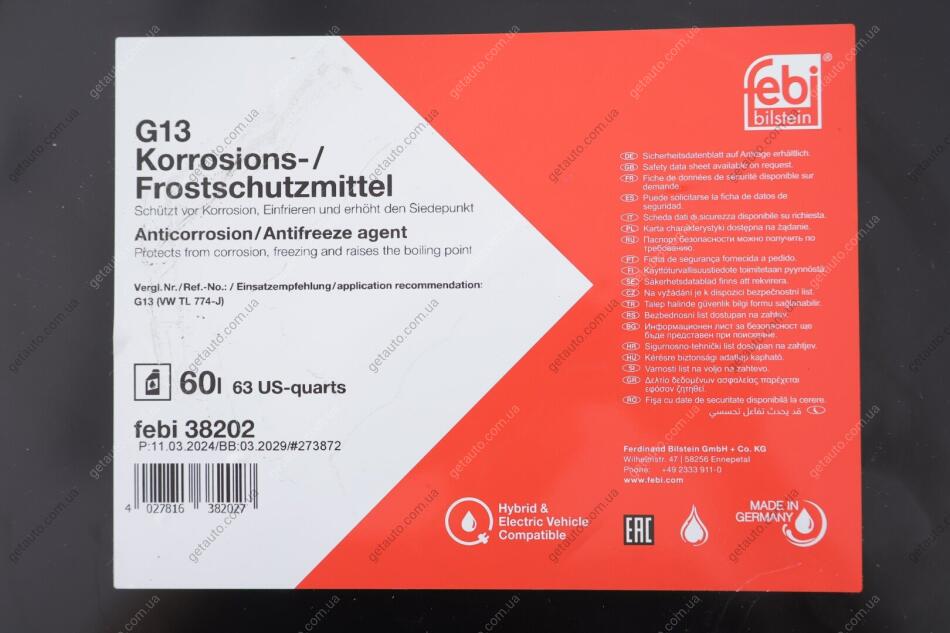 G13
Korrosions-/
Frostschutzmittel
Schützt vor Korrosion, Einfrieren und erhöht den Siedepunkt
Anticorrosion/Antifreeze agent
Protects from corrosion, freezing and raises the boiling point
Vergl.Nr./Ref.-No.: / Einsatzempfehlung/application recommendation:
G13 (VW TL 774-J)
60l 63 US-quarts
febi 38202
P:11.03.2024/BB:03.2029/#273872
4 027816 382027
febi
bilstein
®
DE Sicherheitsdatenblatt auf Anfrage erhältlich.
GB Safety data sheet available on request.
FR Fiche de données de sécurité disponible sur
demande.
ES Puede solicitarse la ficha de datos de
seguridad.
IT Scheda dati di sicurezza disponibile su richiesta.
PL Karta charakterystyki dostępna na żądanie.
RU Паспорт безопасности можно получить по
требованию.
PT Ficha de segurança fornecida a pedido.
FI Käyttöturvallisuustiedote toimitetaan pyynnöstä.
SE Säkerhetsdatablad finns att rekvirera.
CZ Na vyžádání je k dispozici bezpečnostní list.
TR Talep halinde güvenlik bilgi formu sağlanabilir.
RS Bezbednosni list dostupan na zahtev.
BG Информационен лист за безопасност ще
бъде представен при поискване.
HR Sigurnosno-tehnički list dostupan na zahtjev.
HU Kérésre biztonsági adatlap kapható.
SI Varnosti list na voljo na zahtevo.
GR Δελτίο δεδομένων ασφαλείας παρέχεται
εφόσον ζητηθεί.
RO Fişa cu date de securitate disponibilă la cerere.
قد يحدث تفاعل تحسسي
Ferdinand Bilstein GmbH + Co. KG
Wilhelmstr. 47 | 58256 Ennepetal
Phone: +49 2333 911-0
www.febi.com
Hybrid &
Electric Vehicle
Compatible
EAC
MADE IN
GERMANY
getauto.com.ua